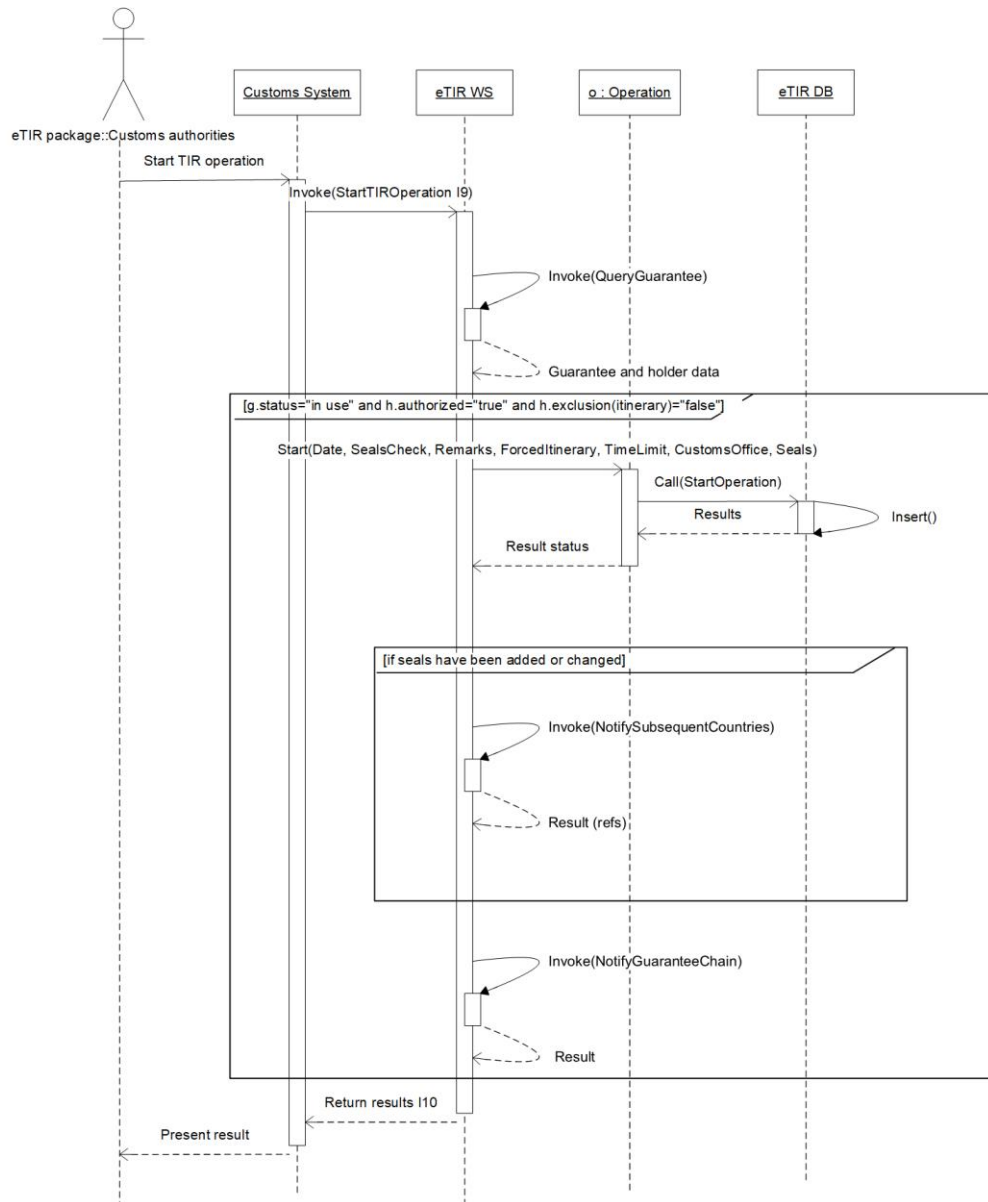 Customs System
eTIR WS
o : Operation
eTIR DB
eTIR package::Customs authorities
Start TIR operation
Invoke(StartTIROperation I9)
Invoke(QueryGuarantee)
Guarantee and holder data
[g.status="in use" and h.authorized="true" and h.exclusion(itinerary)="false"]
Start(Date, SealsCheck, Remarks, ForcedItinerary, TimeLimit, CustomsOffice, Seals)
Call(StartOperation)
Results
Insert()
Result status
[if seals have been added or changed]
Invoke(NotifySubsequentCountries)
Result (refs)
Invoke(NotifyGuaranteeChain)
Result
Return results I10
Present result